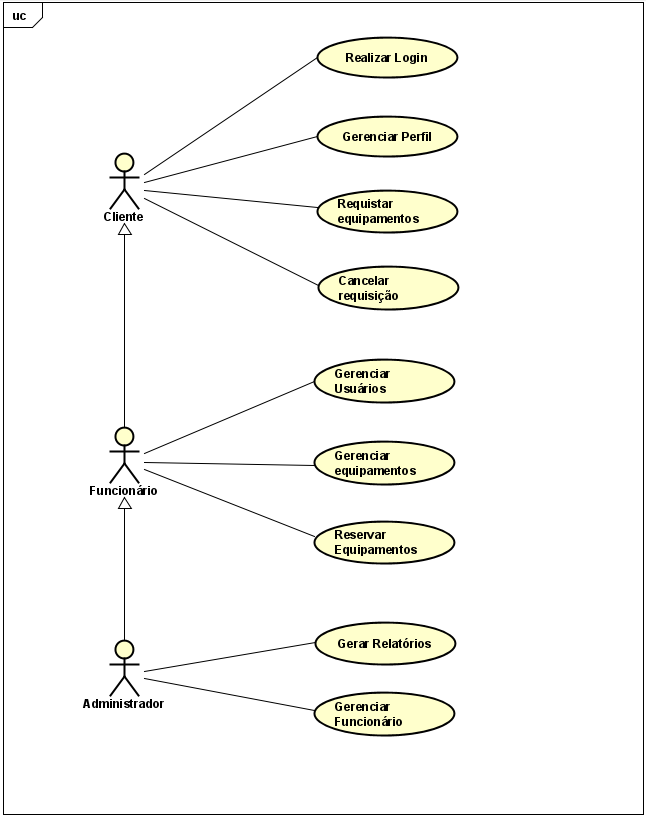 uc
Realizar Login
Gerenciar Perfil
Requistar
equipamentos
Cliente
Cancelar
requisição
Gerenciar
Usuários
Gerenciar
equipamentos
Funcionário
Reservar
Equipamentos
Gerar Relatórios
Administrador
Gerenciar
Funcionário